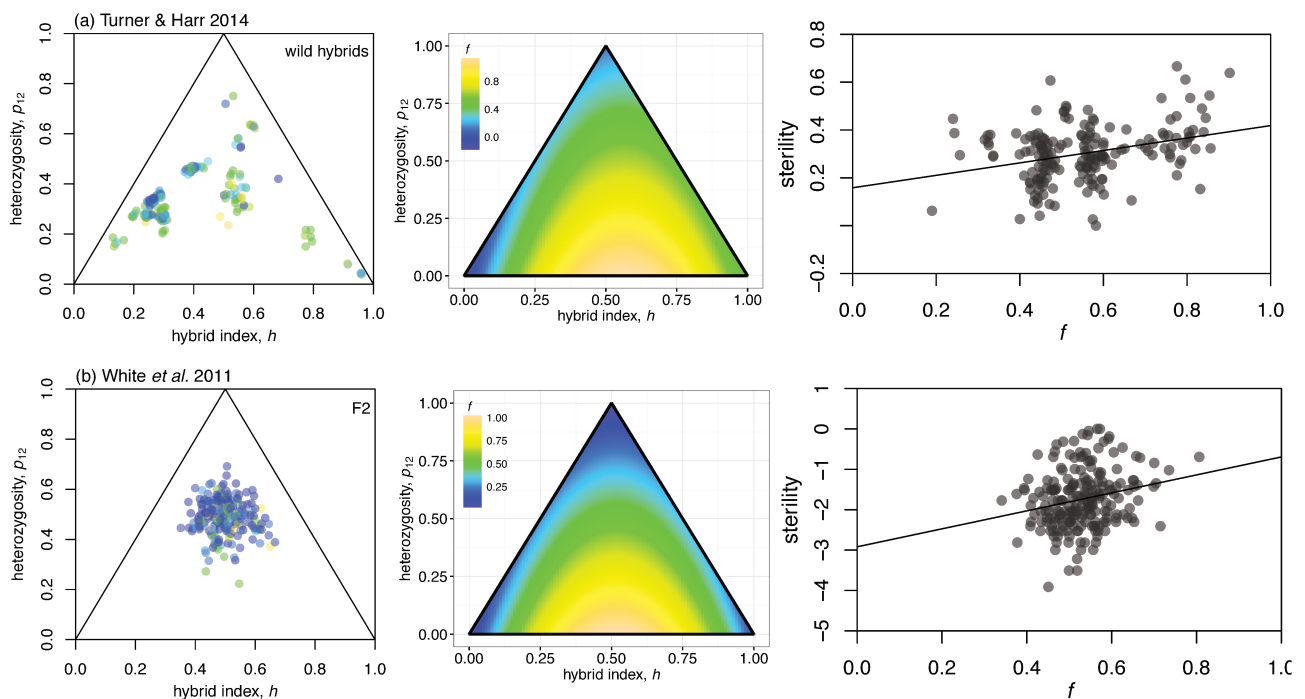 (a) Turner & Harr 2014
wild hybrids
heterozygosity, p12
1.0
0.8
0.6
0.4
0.2
0.0
0.0 0.2 0.4 0.6 0.8 1.0
hybrid index, h
heterozygosity, p12
1.00
0.75
0.50
0.25
0.00
f
0.8
0.4
0.0
0.00 0.25 0.50 0.75 1.00
hybrid index, h
sterility
0.8
0.6
0.4
0.2
−0.2
0.0 0.2 0.4 0.6 0.8 1.0
f
(b) White et al. 2011
F2
heterozygosity, p12
1.0
0.8
0.6
0.4
0.2
0.0
0.0 0.2 0.4 0.6 0.8 1.0
hybrid index, h
heterozygosity, p12
1.00
0.75
0.50
0.25
0.00
f
1.00
0.75
0.50
0.25
0.00 0.25 0.50 0.75 1.00
hybrid index, h
sterility
1
0
−1
−2
−3
−4
−5
0.0 0.2 0.4 0.6 0.8
f